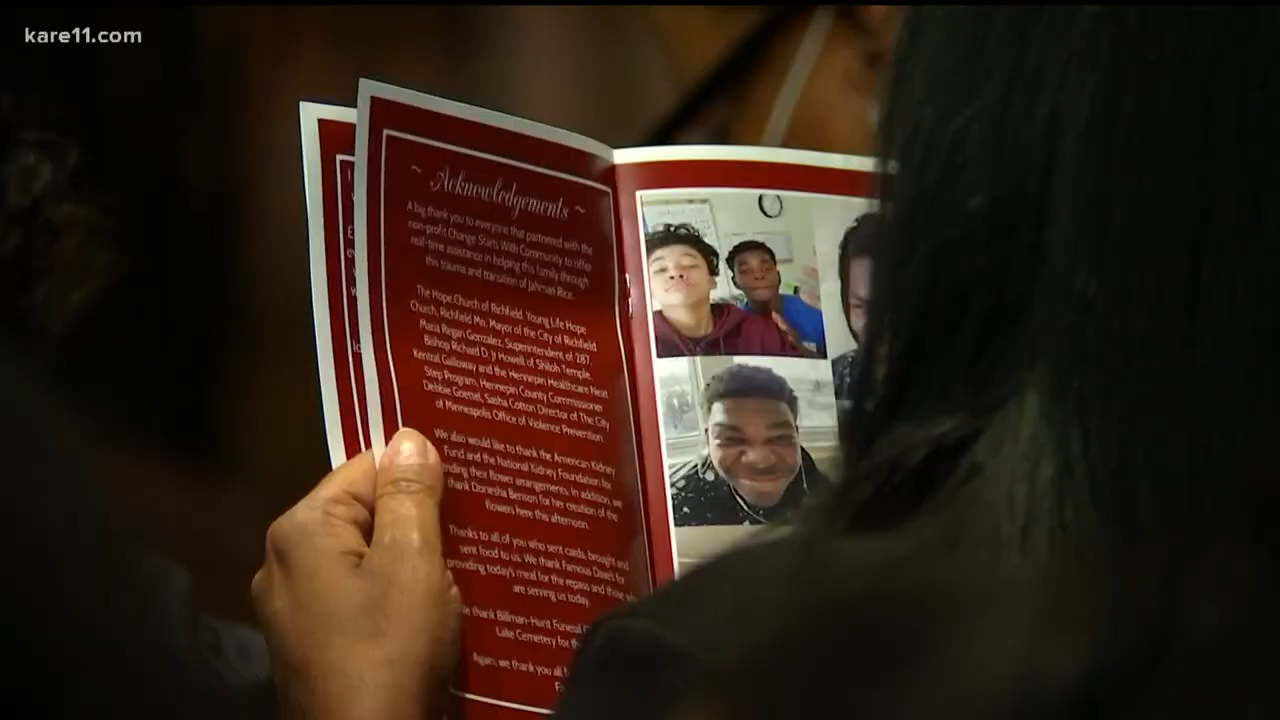 kare11.com
~ Acknowledgements ~
A big thank you to everyone that partnered with the
non-profit Change Starts With Community to offer
real-time assistance in helping this family through
this trauma and transition of Jahmari Rice.
The Hope Church of Richfield, Young Life Hope
Church, Richfield Mn, Mayor of the City of Richfield
Maria Regan Gonzalez, Superintendent of 287,
Bishop Richard D. Jr Howell of Shiloh Temple,
Kentral Galloway and the Hennepin Healthcare Next
Step Program, Hennepin County Commissioner
Debbie Goettel, Sasha Cotton Director of The City
of Minneapolis Office of Violence Prevention.
We also would like to thank the American Kidney
Fund and the National Kidney Foundation for
ending their flower arrangements. In addition, we
thank Donesha Benson for her creation of the
flowers here this afternoon.
Thanks to all of you who sent cards, brought and
sent food to us. We thank Famous Dave's for
providing today's meal for the repass and those
are serving us today.
thank Billman-Hunt Funeral
Lake Cemetery for
Again, we thank you all